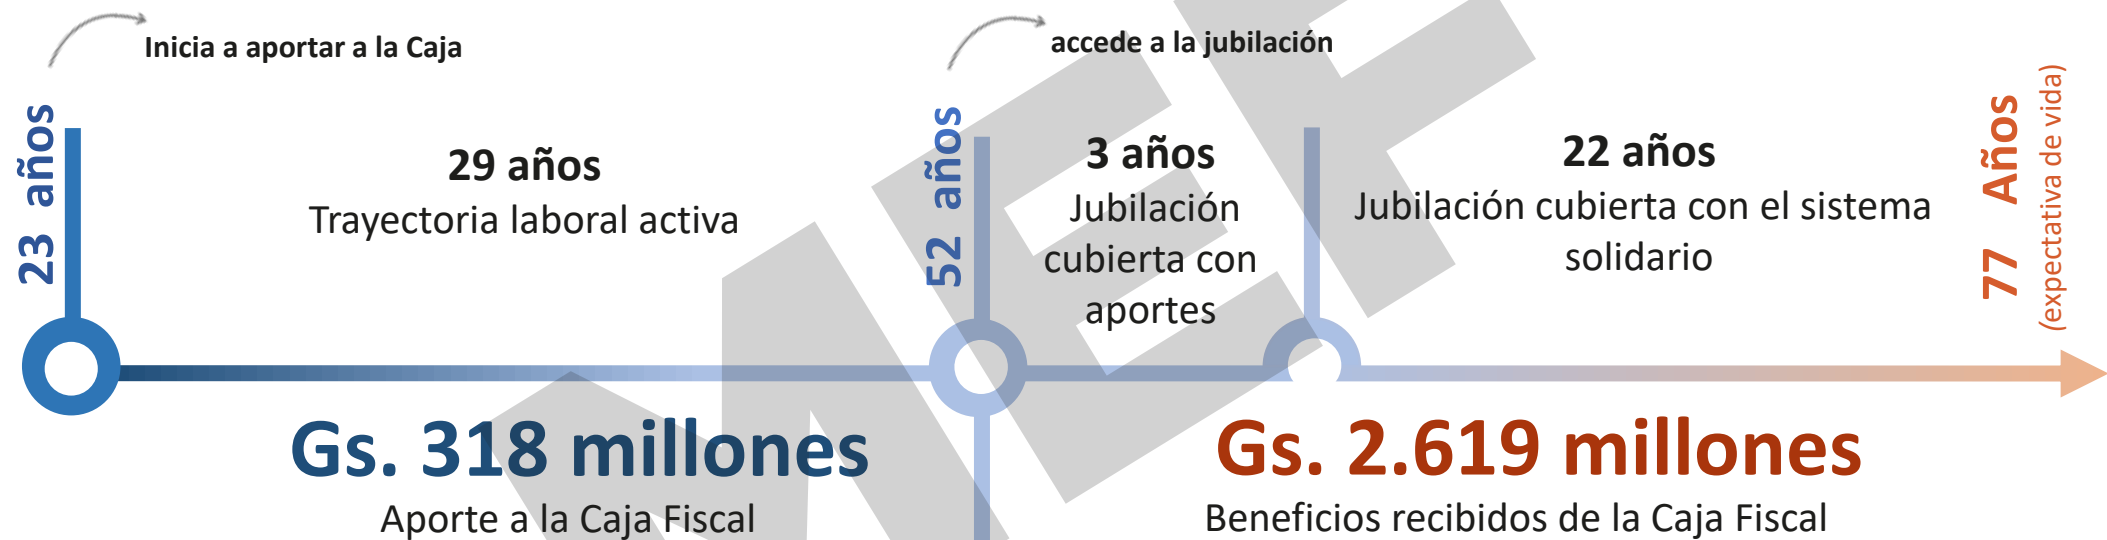 Inicia a aportar a la Caja
accede a la jubilación
23 años
29 años
Trayectoria laboral activa
52 años
3 años
Jubilación
cubierta con
aportes
22 años
Jubilación cubierta con el sistema
solidario
77 Años
(expectativa de vida)
Gs. 318 millones
Aporte a la Caja Fiscal
Gs. 2.619 millones
Beneficios recibidos de la Caja Fiscal
MEF